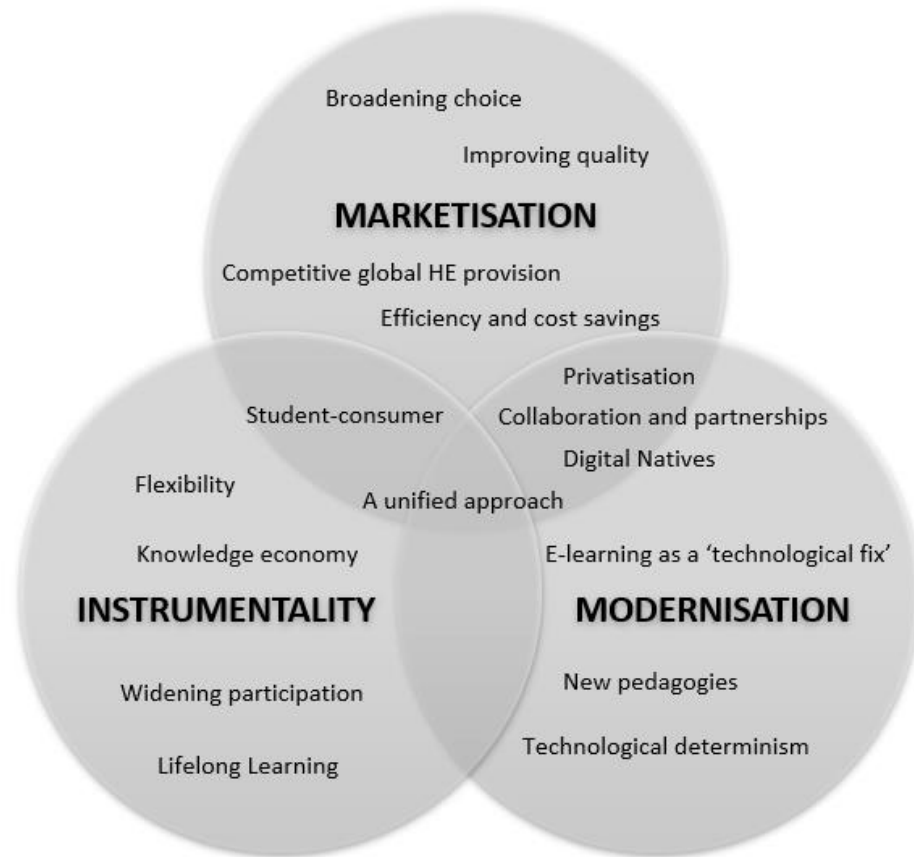 Broadening choice
Improving quality
MARKETISATION
Competitive global HE provision
Efficiency and cost savings
Privatisation
Student-consumer
Collaboration and partnerships
Digital Natives
Flexibility
A unified approach
Knowledge economy
E-learning as a ‘technological fix’
INSTRUMENTALITY
MODERNISATION
Widening participation
New pedagogies
Technological determinism
Lifelong Learning